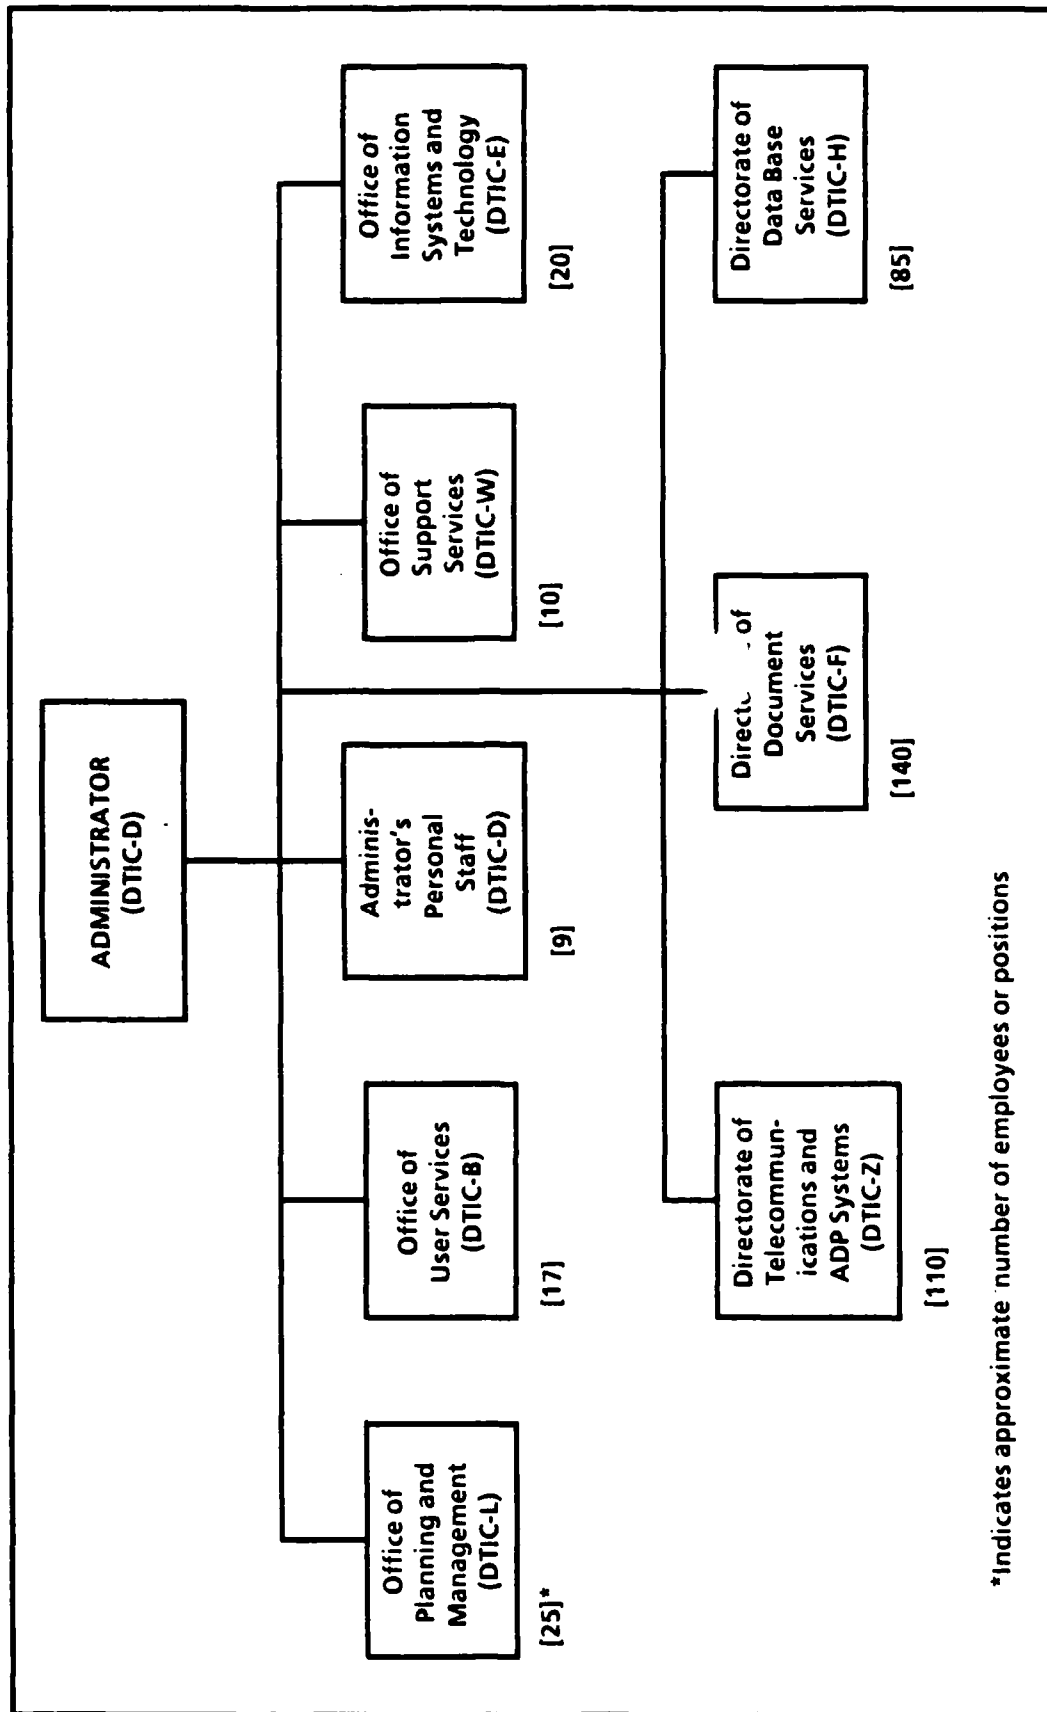 ADMINISTRATOR
(DTIC-D)
Office of
Planning and
Management
(DTIC-L)
[25]*
Office of
User Services
(DTIC-B)
[17]
Adminis-
trator's
Personal
Staff
(DTIC-D)
[9]
Office of
Support
Services
(DTIC-W)
[10]
Office of
Information
Systems and
Technology
(DTIC-E)
[20]
Directorate of
Telecommun-
ications and
ADP Systems
(DTIC-Z)
[110]
of
Document
Services
(DTIC-F)
[140]
Directorate of
Data Base
Services
(DTIC-H)
[85]
*Indicates approximate number of employees or positions